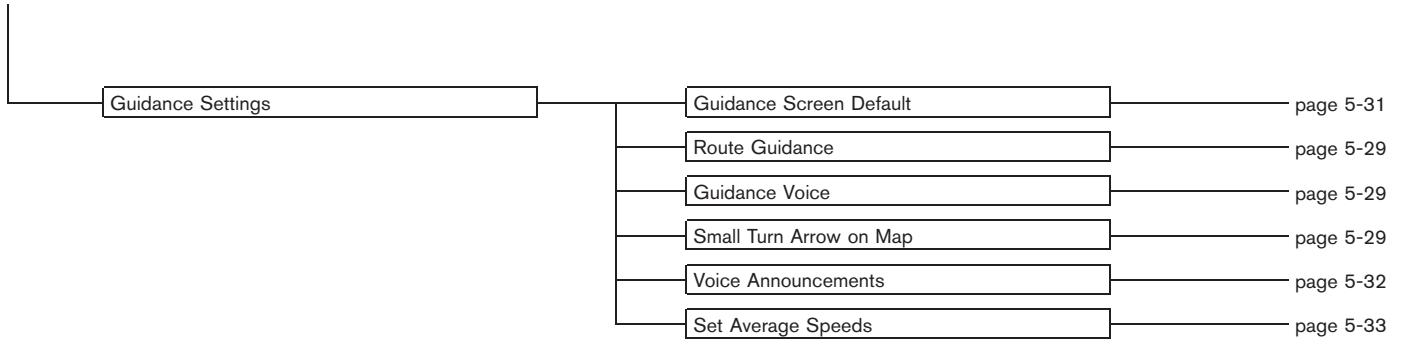 Guidance Settings
Guidance Screen Default page 5-31
Route Guidance page 5-29
Guidance Voice page 5-29
Small Turn Arrow on Map page 5-29
Voice Announcements page 5-32
Set Average Speeds page 5-33